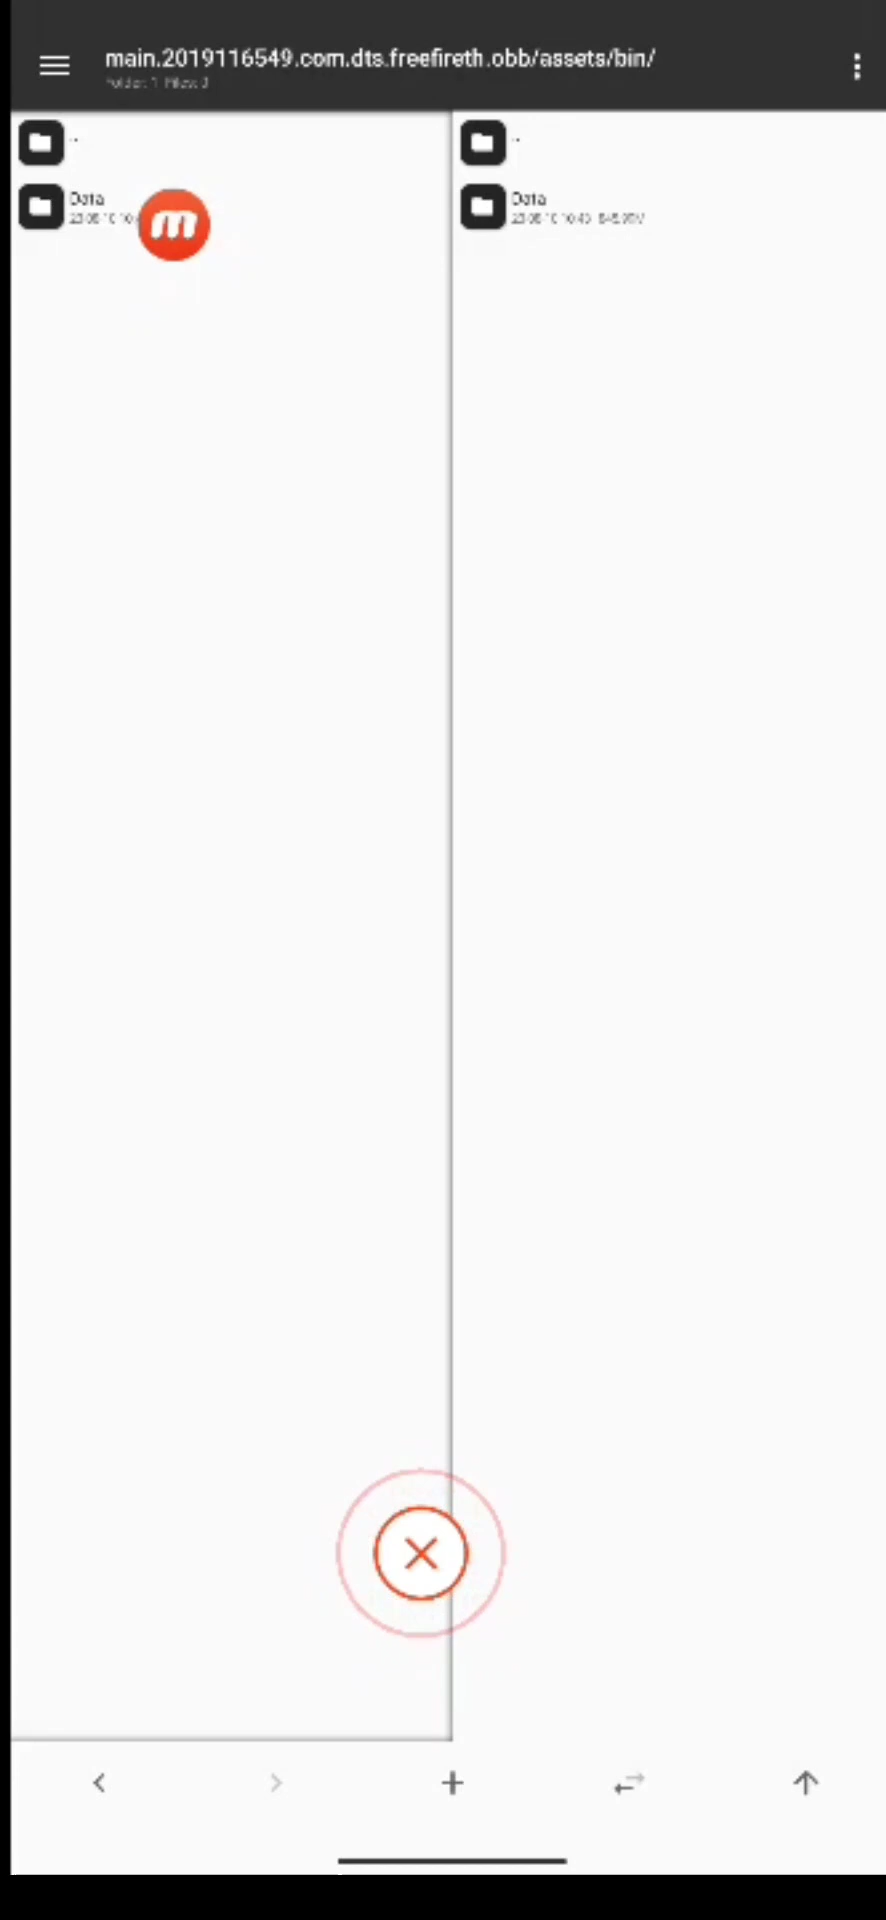 main.2019116549.com.dts.freefireth.obb/assets/bin/
..
Data
m
..
Data